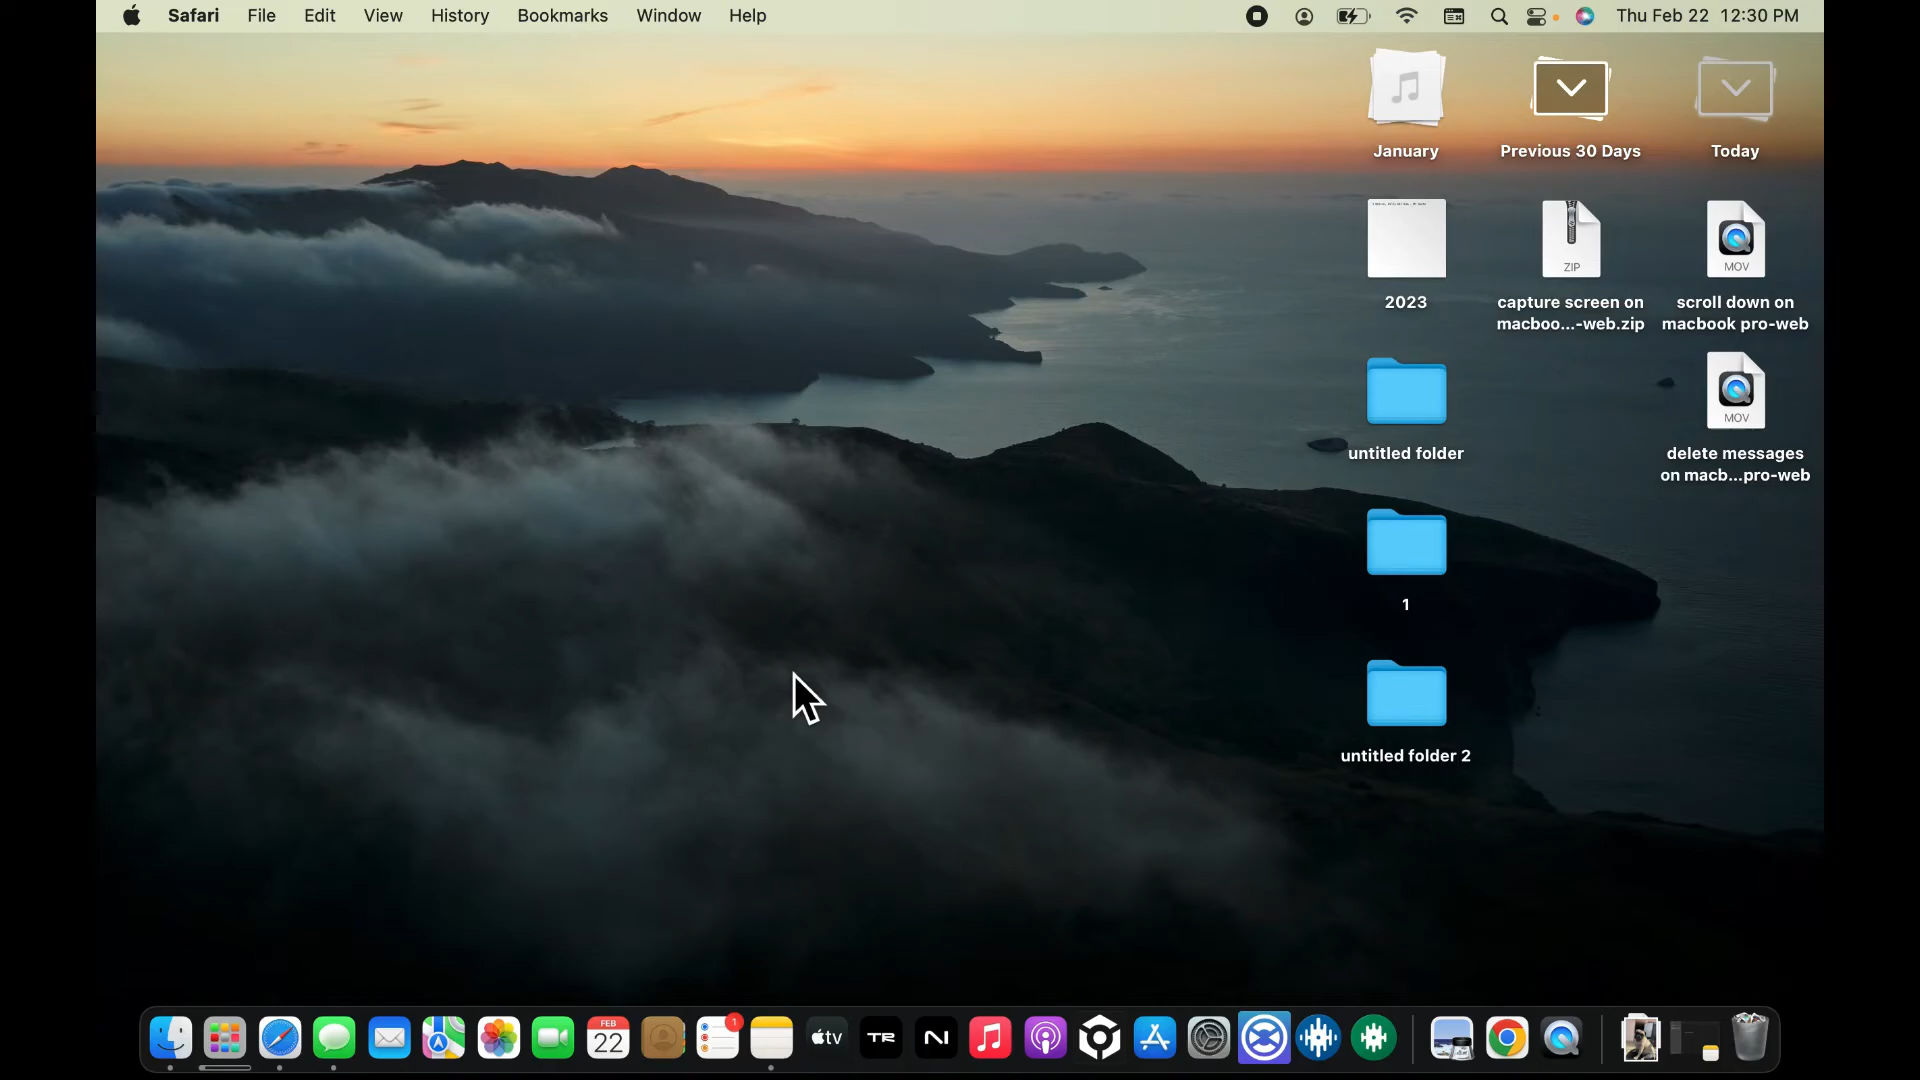 Safari File Edit View History Bookmarks Window Help Thu Feb 22 12:30 PM
January
Previous 30 Days
Today
2023
ZIP
capture screen on
macboo...-web.zip
MOV
scroll down on
macbook pro-web
untitled folder
MOV
delete messages
on macb...pro-web
1
untitled folder 2
FEB
22
1
tv
TR
N